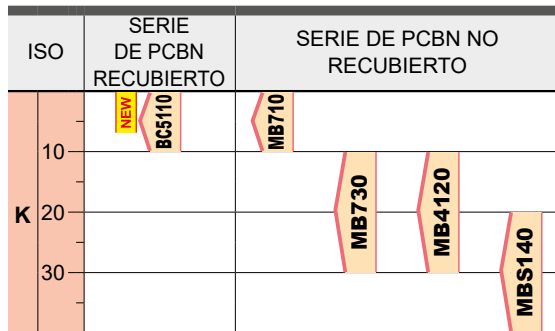 ISO
SERIE
DE PCBN
RECUBIERTO
SERIE DE PCBN NO
RECUBIERTO
K
10
20
30
NEW
BC5110
MB710
MB730
MB4120
MBS140